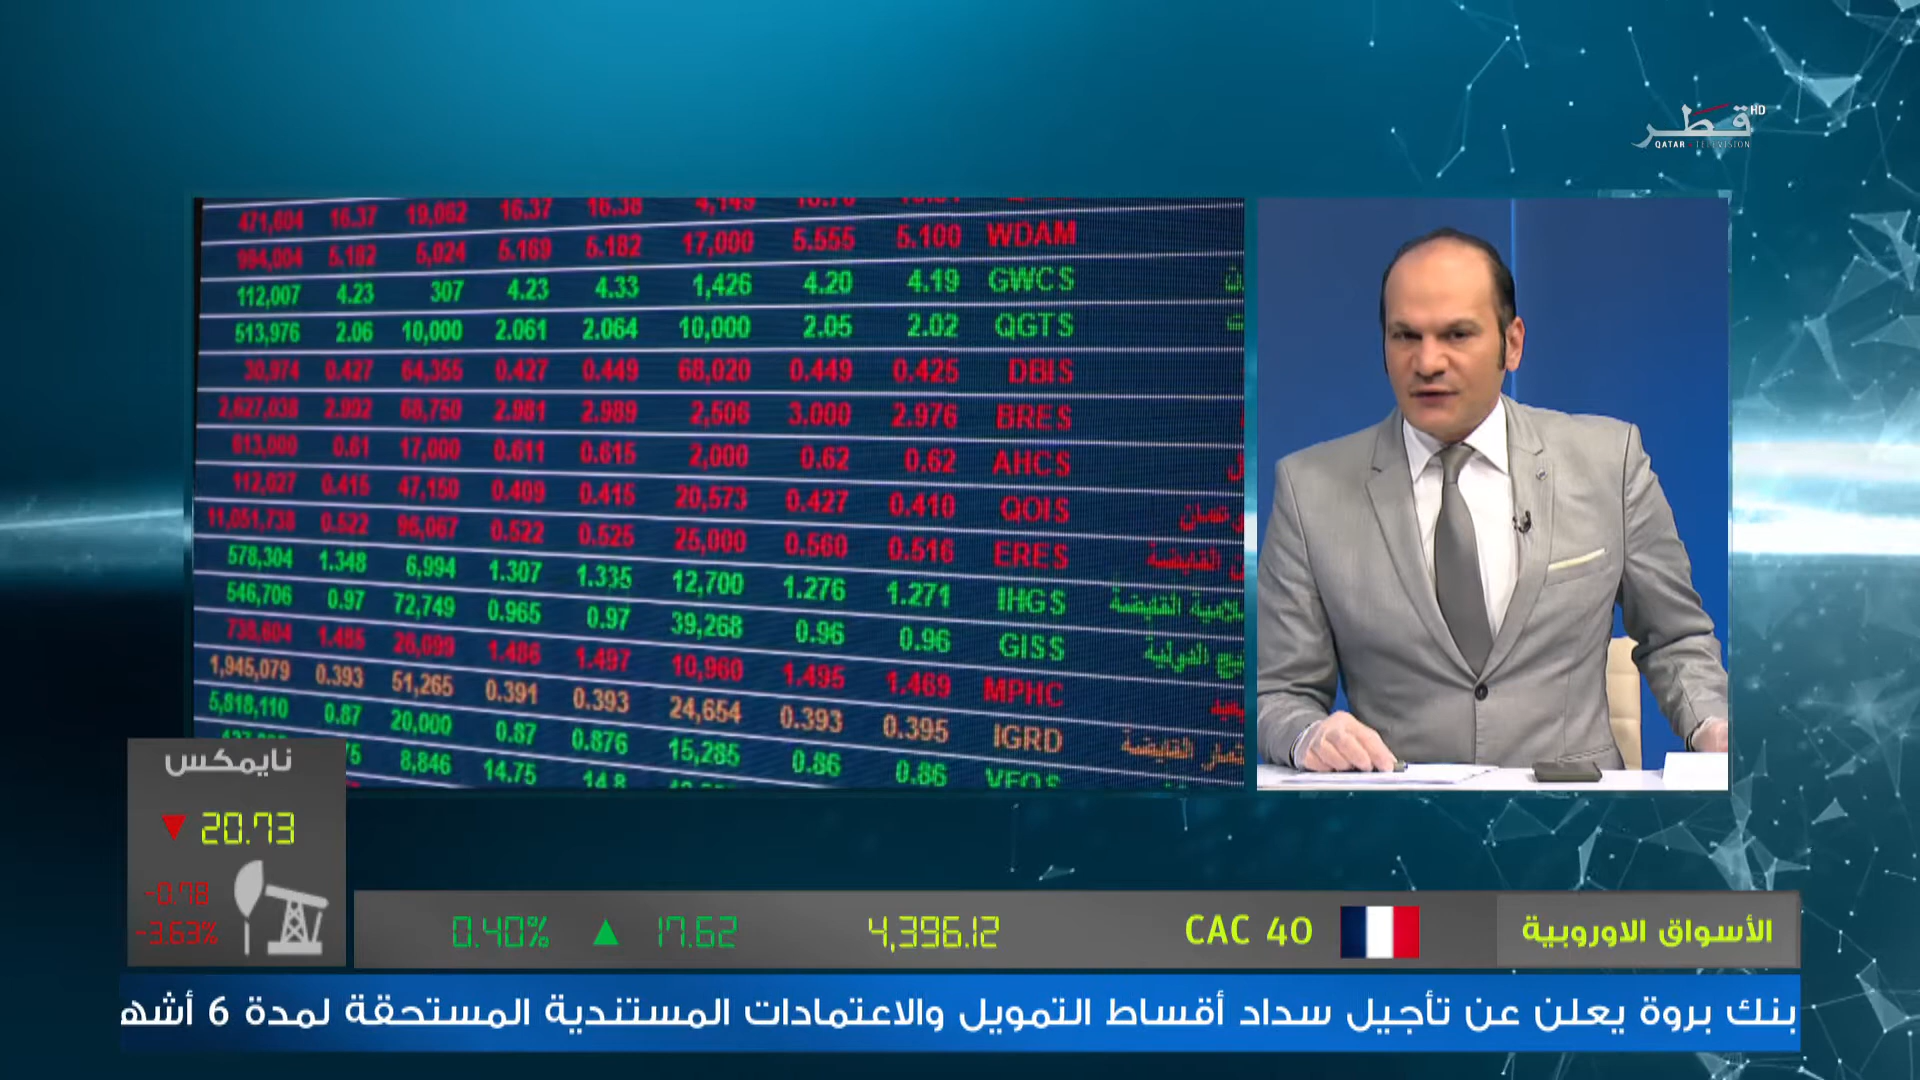 قطر HD
QATAR TELEVISION
471,604 16.37 19,062 16.37 16.38 4,149
994,004 5.182 5,024 5.169 5.182 17,000 5.555 5.100 WDAM
112,007 4.23 307 4.23 4.33 1,426 4.20 4.19 GWCS
513,976 2.06 10,000 2.061 2.064 10,000 2.05 2.02 QGTS
30,974 0.427 64,355 0.427 0.449 68,020 0.449 0.425 DBIS
2,627,038 2.992 68,750 2.981 2.989 2,506 3.000 2.976 BRES
613,000 0.61 17,000 0.611 0.615 2,000 0.62 0.62 AHCS
112,027 0.415 47,150 0.409 0.415 20,573 0.427 0.410 QOIS
11,051,738 0.522 96,067 0.522 0.525 25,000 0.560 0.516 ERES القابضة
578,304 1.348 6,994 1.307 1.335 12,700 1.276 1.271 IHGS القابضة
546,706 0.97 72,749 0.965 0.97 39,268 0.96 0.96 GISS الدولية
738,604 1.485 26,099 1.486 1.497 10,960 1.495 1.469 MPHC
1,945,079 0.393 51,265 0.391 0.393 24,654 0.393 0.395 IGRD القابضة
5,818,110 0.87 20,000 0.87 0.876 15,285 0.86 0.86 VFQS
8,846 14.75 14.8
نايمكس
20.73 ▼
-0.78
-3.63%
الأسواق الاوروبية CAC 40 4,396.12 17.62 ▲ 0.40%
بنك بروة يعلن عن تأجيل سداد أقساط التمويل والاعتمادات المستندية المستحقة لمدة 6 أشه